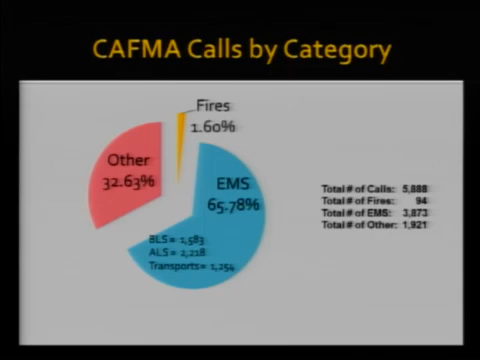 CAFMA Calls by Category
Fires
1.60%
Other
32.63%
EMS
65.78%
BLS = 1,583
ALS = 2,218
Transports = 1,254
Total # of Calls: 5,888
Total # of Fires: 94
Total # of EMS: 3,873
Total # of Other: 1,921